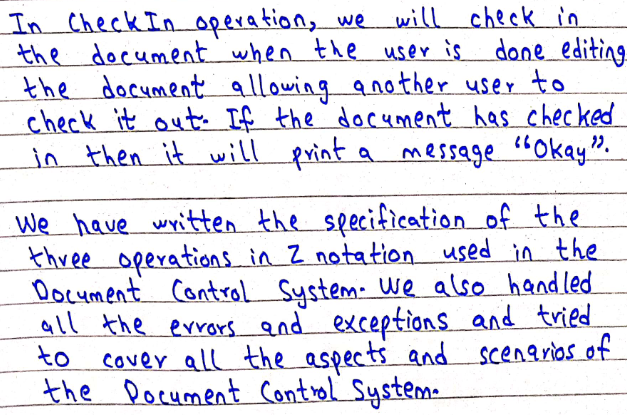 In CheckIn operation, we will check in
the document when the user is done editing
the document allowing another user to
check it out. If the document has checked
in then it will print a message “Okay”.
We have written the specification of the
three operations in Z notation used in the
Document Control System. We also handled
all the errors and exceptions and tried
to cover all the aspects and scenarios of
the Document Control System.